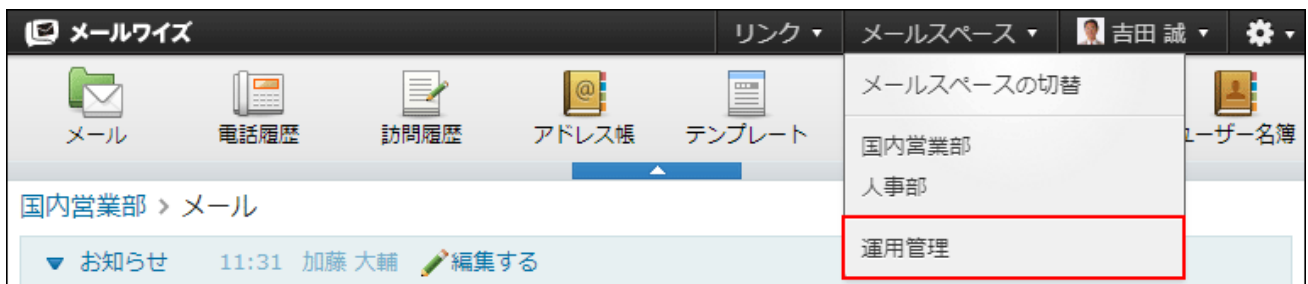 メールワイズ
リンク ▼
メールスペース ▼
吉田 誠 ▼
メール
電話履歴
訪問履歴
アドレス帳
テンプレート
ユーザー名簿
メールスペースの切替
国内営業部
人事部
運用管理
国内営業部 > メール
▼ お知らせ 11:31 加藤 大輔 編集する